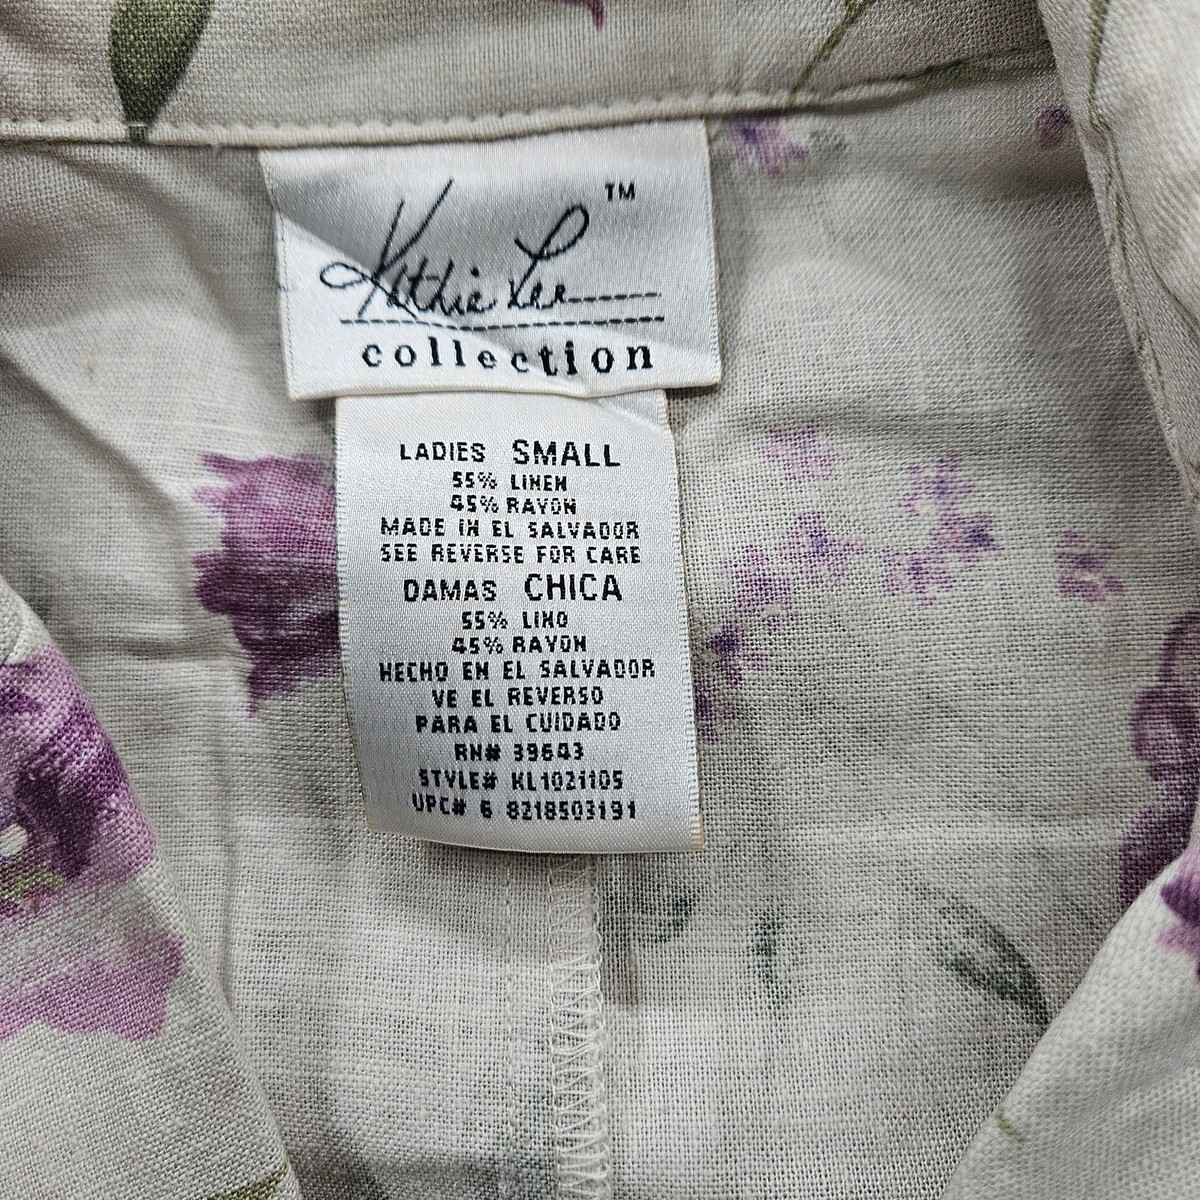 Kathie Lee™
collection
LADIES SMALL
55% LINEN
45% RAYON
MADE IN EL SALVADOR
SEE REVERSE FOR CARE
DAMAS CHICA
55% LINO
45% RAYON
HECHO EN EL SALVADOR
VE EL REVERSO
PARA EL CUIDADO
RN# 39643
STYLE# KL1021105
UPC# 6 8218503191